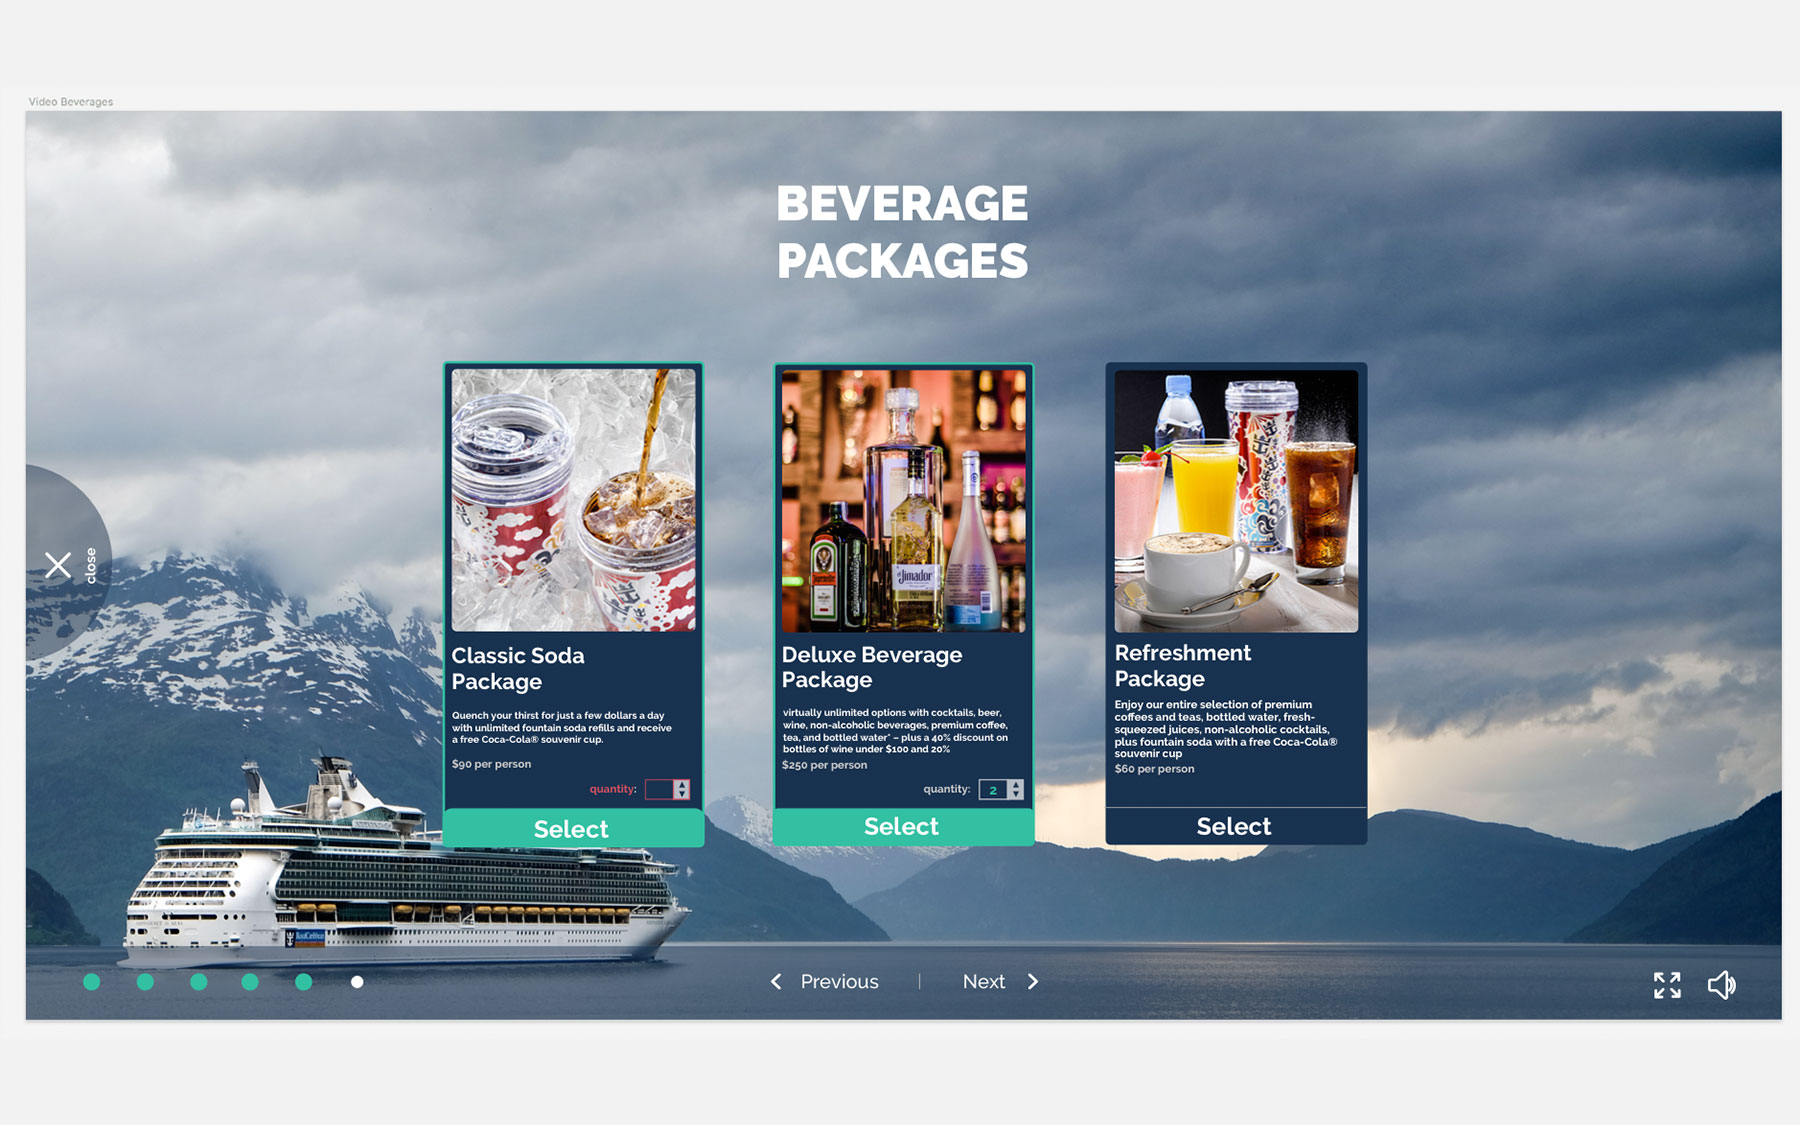 Video Beverages
BEVERAGE
PACKAGES
close
Jimador
Classic Soda
Package
Quench your thirst for just a few dollars a day
with unlimited fountain soda refills and receive
a free Coca-Cola® souvenir cup.
$90 per person
quantity:
Select
Deluxe Beverage
Package
virtually unlimited options with cocktails, beer,
wine, non-alcoholic beverages, premium coffee,
tea, and bottled water* – plus a 40% discount on
bottles of wine under $100 and 20%
$250 per person
quantity: 2
Select
Refreshment
Package
Enjoy our entire selection of premium
coffees and teas, bottled water, fresh-
squeezed juices, non-alcoholic cocktails,
plus fountain soda with a free Coca-Cola®
souvenir cup
$60 per person
Select
Previous | Next